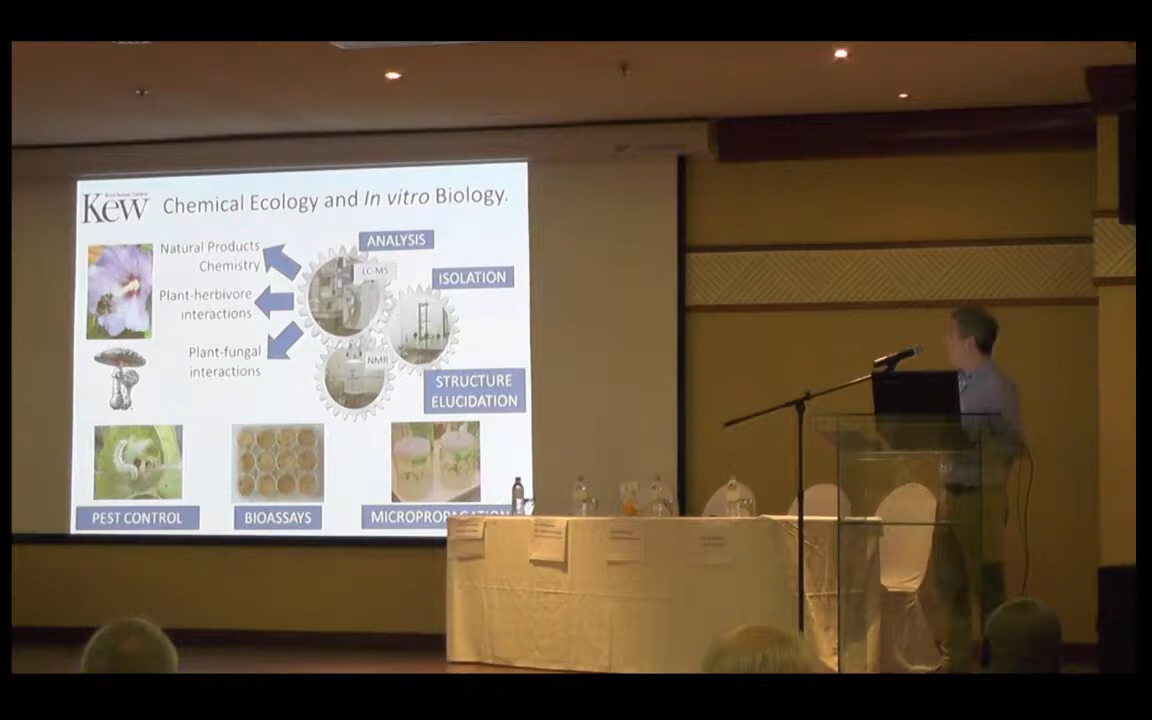 Kew
Chemical Ecology and In vitro Biology.
Natural Products
Chemistry
Plant-herbivore
interactions
Plant-fungal
interactions
ANALYSIS
LC-MS
ISOLATION
NMR
STRUCTURE
ELUCIDATION
PEST CONTROL
BIOASSAYS
MICROPROPAGATION